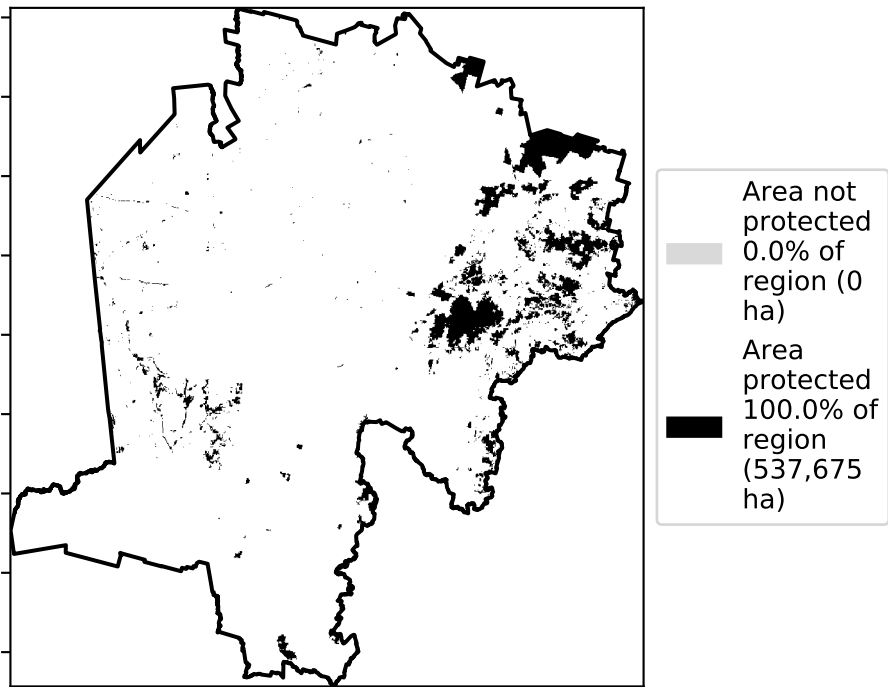 Area not
protected
0.0% of
region (0
ha)
Area
protected
100.0% of
region
(537,675
ha)